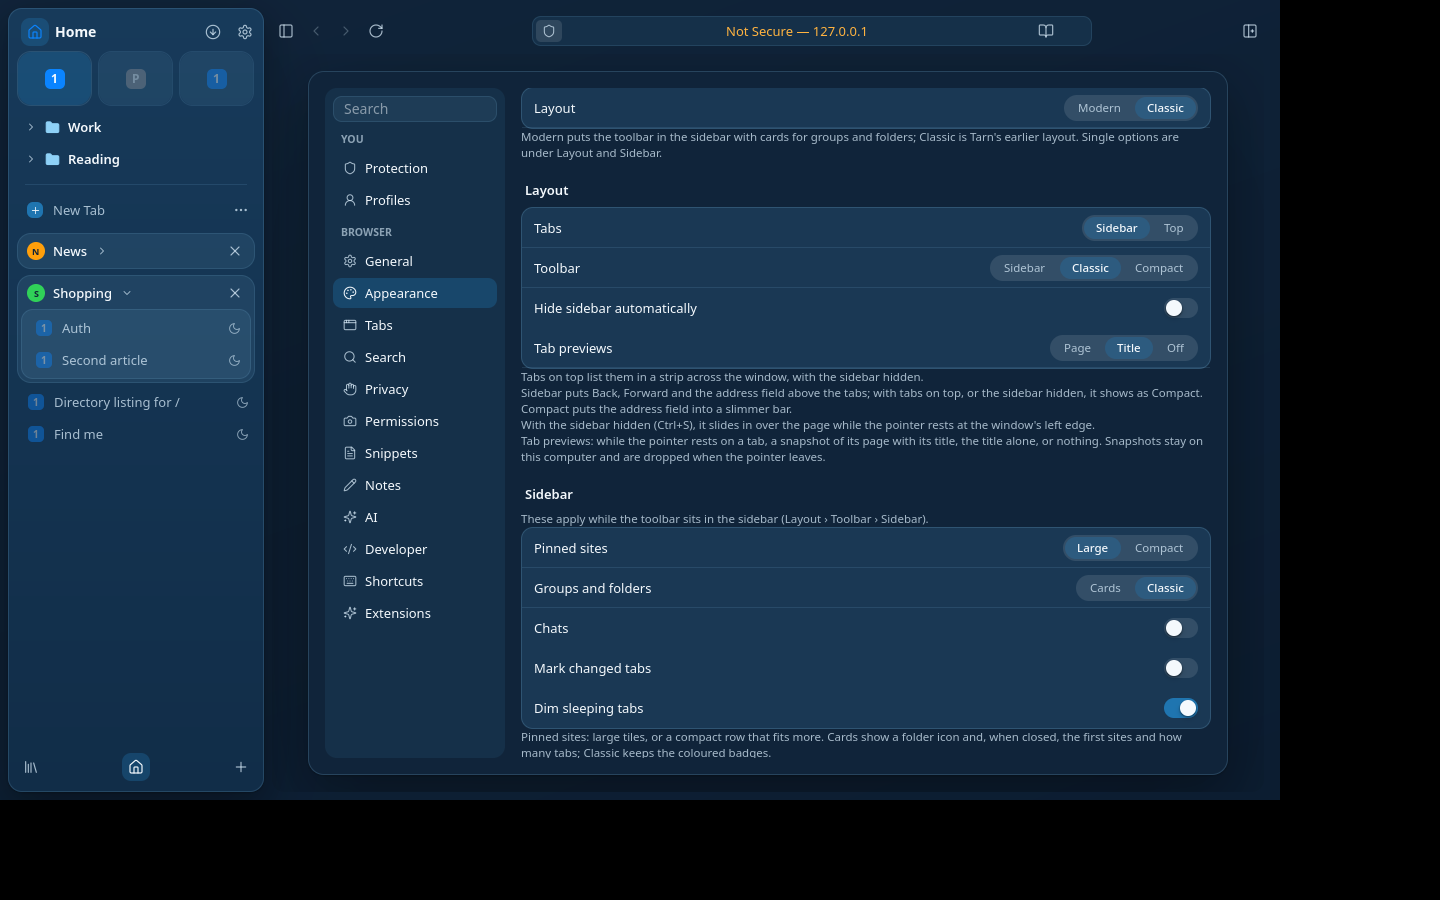 Home
1
P
1
Work
Reading
New Tab
N News
S Shopping
1 Auth
1 Second article
1 Directory listing for /
1 Find me
Not Secure — 127.0.0.1
Search
YOU
Protection
Profiles
BROWSER
General
Appearance
Tabs
Search
Privacy
Permissions
Snippets
Notes
AI
Developer
Shortcuts
Extensions
Layout Modern Classic
Modern puts the toolbar in the sidebar with cards for groups and folders; Classic is Tarn's earlier layout. Single options are
under Layout and Sidebar.
Layout
Tabs Sidebar Top
Toolbar Sidebar Classic Compact
Hide sidebar automatically
Tab previews Page Title Off
Tabs on top list them in a strip across the window, with the sidebar hidden.
Sidebar puts Back, Forward and the address field above the tabs; with tabs on top, or the sidebar hidden, it shows as Compact.
Compact puts the address field into a slimmer bar.
With the sidebar hidden (Ctrl+S), it slides in over the page while the pointer rests at the window's left edge.
Tab previews: while the pointer rests on a tab, a snapshot of its page with its title, the title alone, or nothing. Snapshots stay on
this computer and are dropped when the pointer leaves.
Sidebar
These apply while the toolbar sits in the sidebar (Layout › Toolbar › Sidebar).
Pinned sites Large Compact
Groups and folders Cards Classic
Chats
Mark changed tabs
Dim sleeping tabs
Pinned sites: large tiles, or a compact row that fits more. Cards show a folder icon and, when closed, the first sites and how
many tabs; Classic keeps the coloured badges.